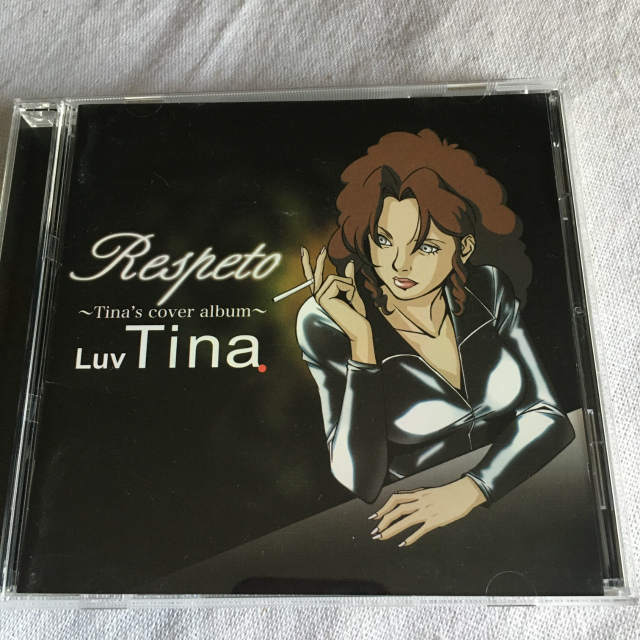 Respeto
~Tina's cover album~
Luv Tina.